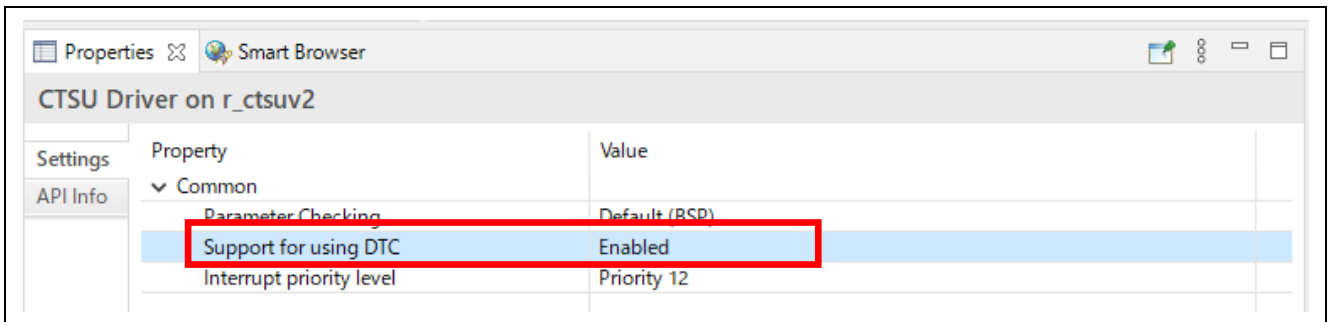 Properties Smart Browser
CTSU Driver on r_ctsuv2
Settings Property Value
API Info Common
Parameter Checking Default (BSP)
Support for using DTC Enabled
Interrupt priority level Priority 12